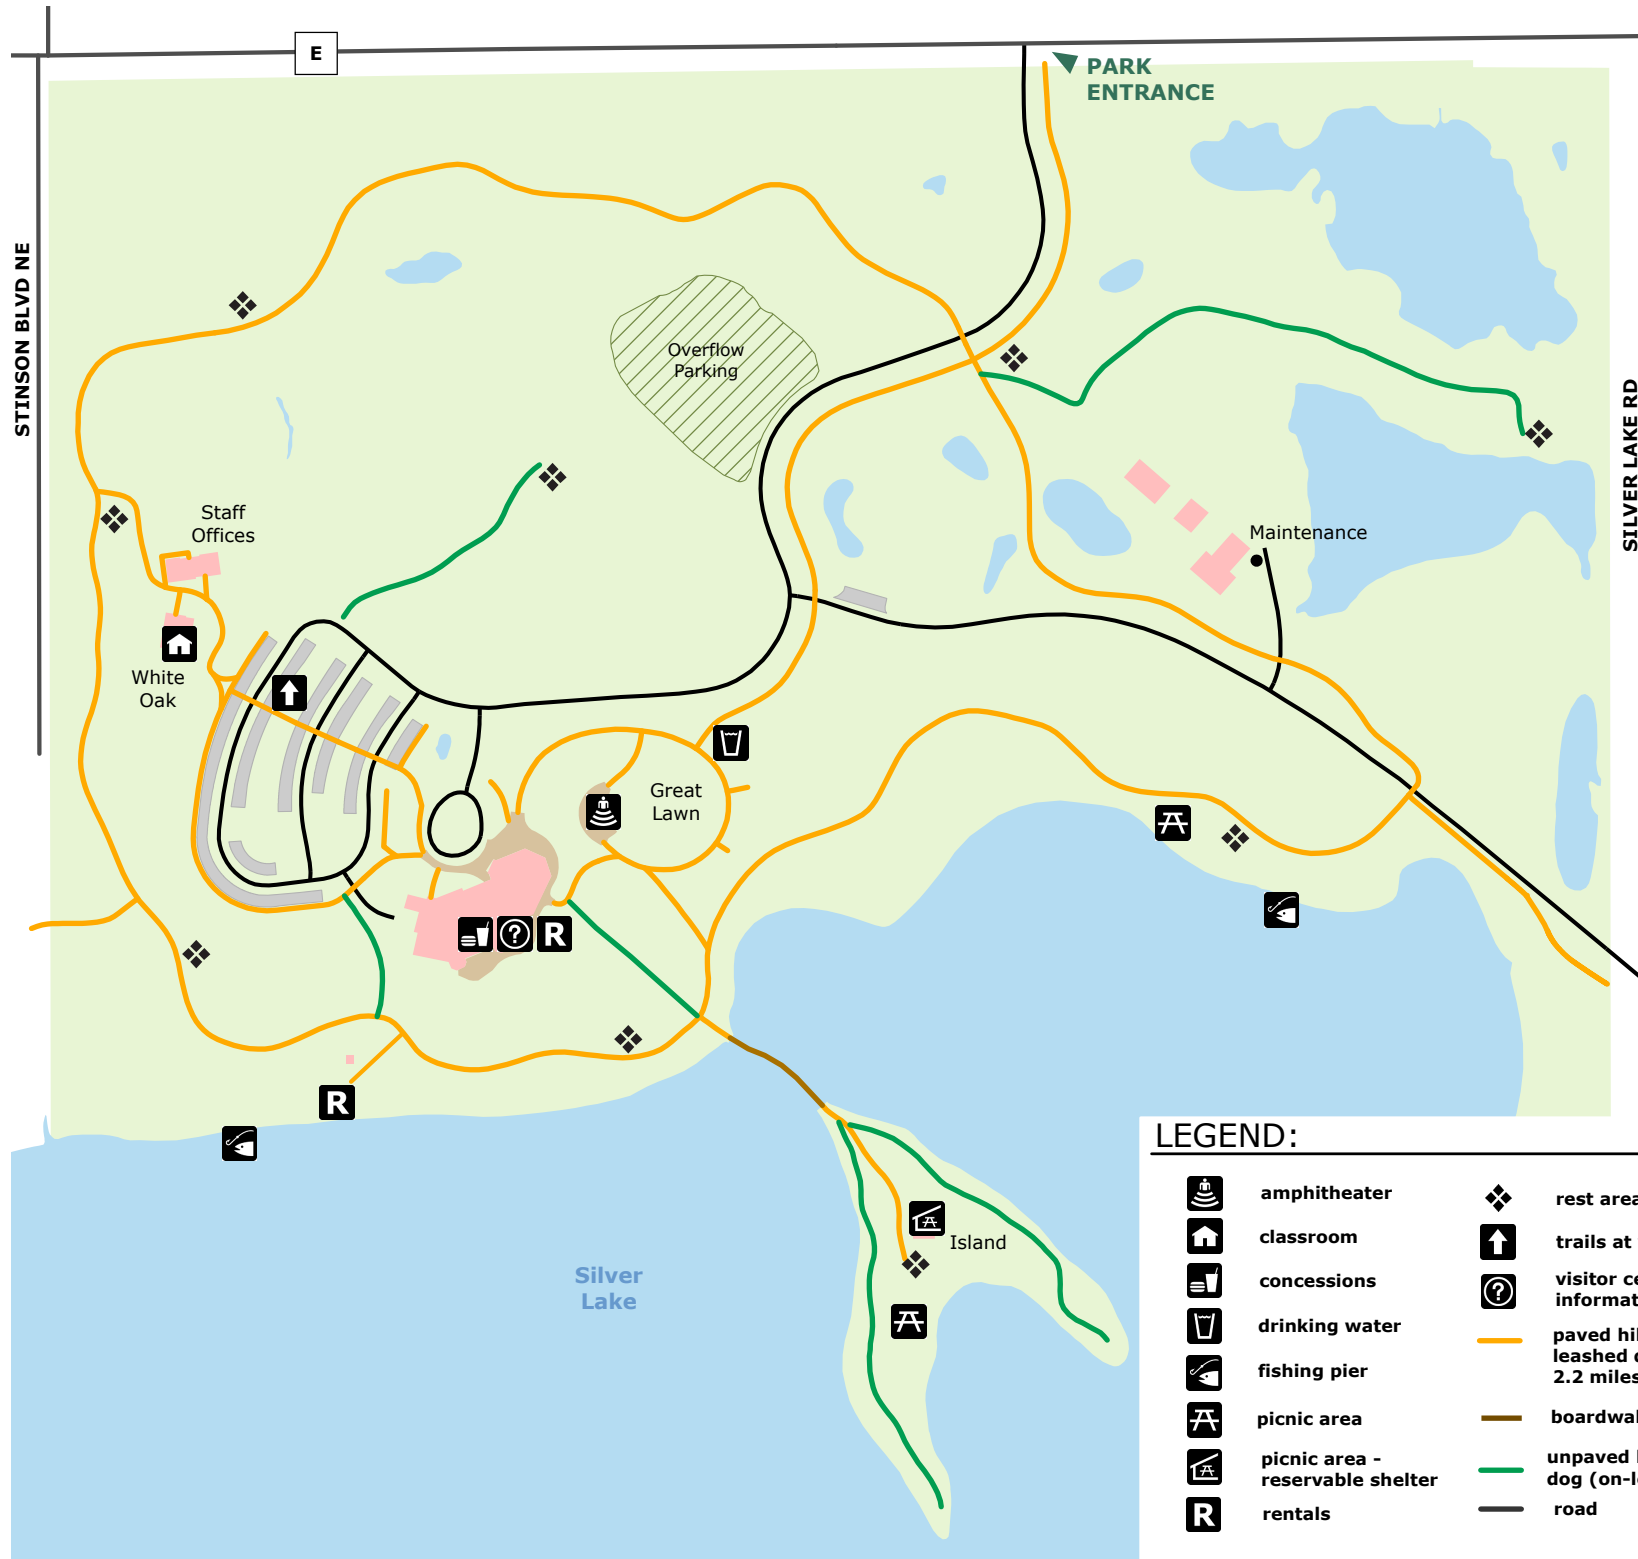 E
PARK
ENTRANCE
STINSON BLVD NE
SILVER LAKE RD
Overflow
Parking
Staff
Offices
Maintenance
White
Oak
Great
Lawn
R
R
Island
Silver
Lake
LEGEND:
amphitheater
classroom
concessions
drinking water
fishing pier
picnic area
picnic area -
reservable shelter
R rentals
rest area
trails at
visitor
informat
paved
leashed
2.2 miles
boardwal
unpaved
dog (on-l
road